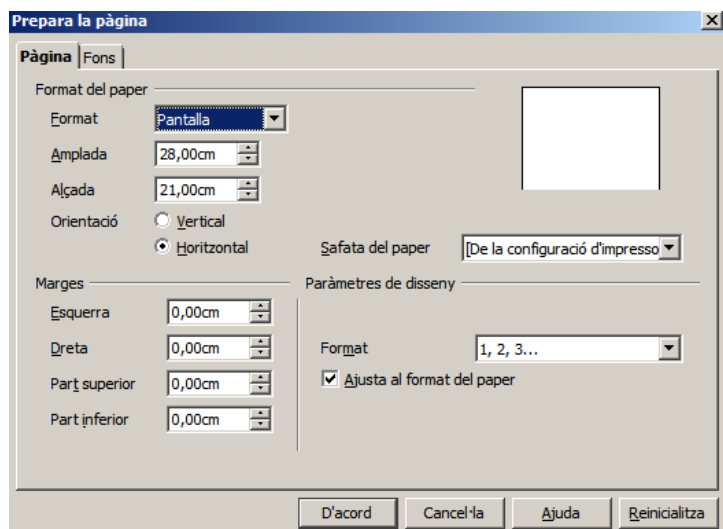 Prepara la pàgina
Pàgina Fons
Format del paper
Format Pantalla
Amplada 28,00cm
Alçada 21,00cm
Orientació Vertical
Horitzontal Safata del paper [De la configuració d'impresso
Marges Paràmetres de disseny
Esquerra 0,00cm
Dreta 0,00cm Format 1, 2, 3...
Part superior 0,00cm Ajusta al format del paper
Part inferior 0,00cm
D'acord Cancel·la Ajuda Reinicialitza